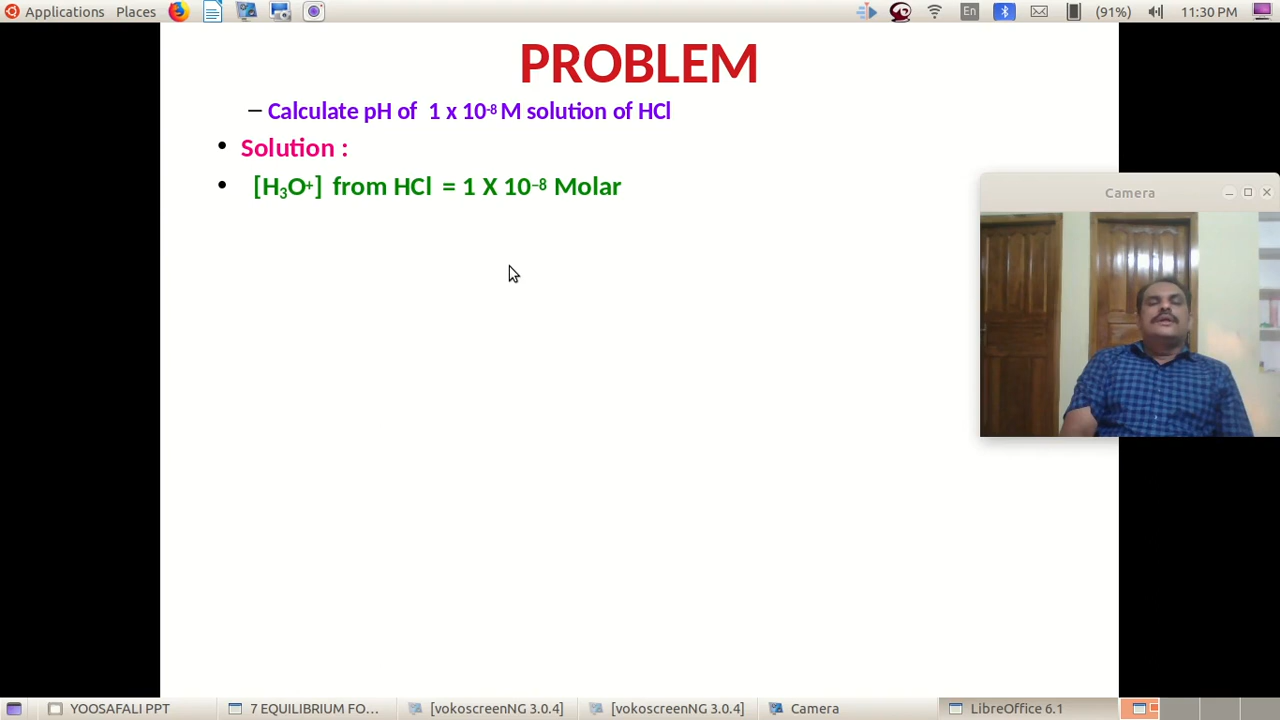 Applications Places En (91%) 11:30 PM
PROBLEM
– Calculate pH of 1 x 10-8 M solution of HCl
• Solution :
• [H3O+] from HCl = 1 X 10–8 Molar
Camera
YOOSAFALI PPT 7 EQUILIBRIUM FO... [vokoscreenNG 3.0.4] [vokoscreenNG 3.0.4] Camera LibreOffice 6.1